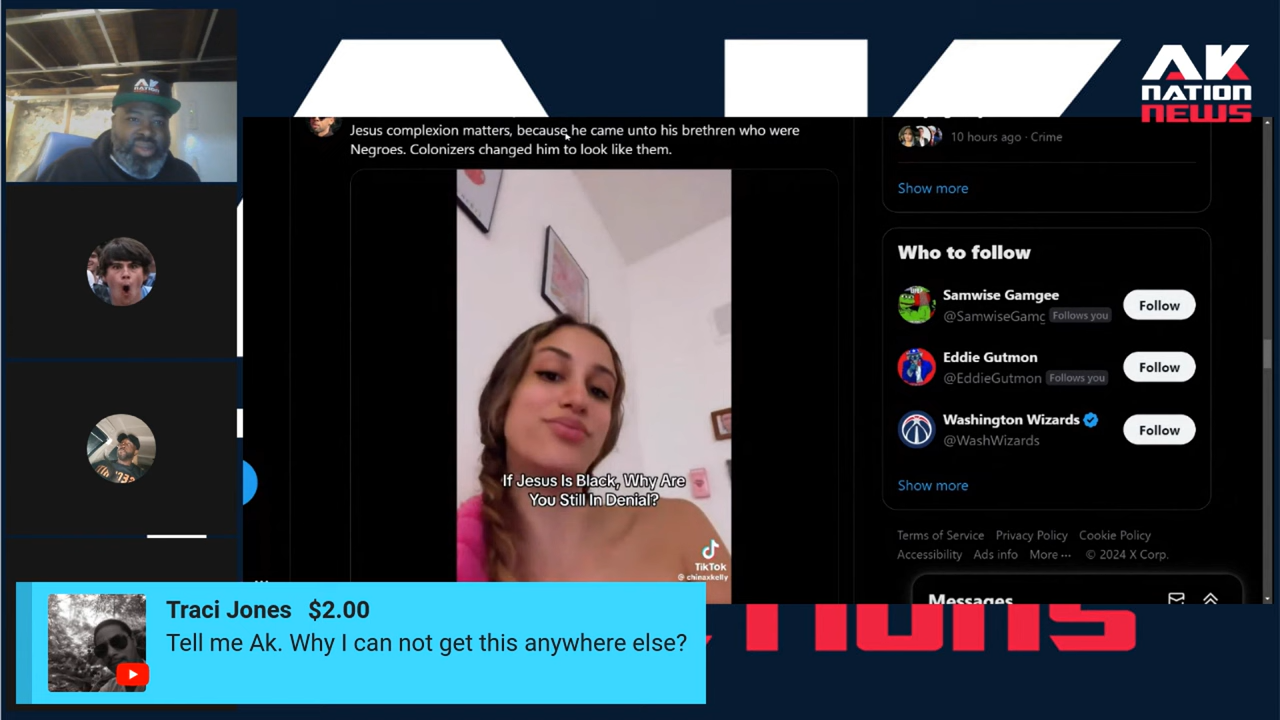 AK
NATION
NEWS
Jesus complexion matters, because he came unto his brethren who were
Negroes. Colonizers changed him to look like them.
If Jesus Is Black, Why Are
You Still In Denial?
TikTok
@chinaxkelly
10 hours ago · Crime
Show more
Who to follow
Samwise Gamgee
@SamwiseGamg Follows you
Follow
Eddie Gutmon
@EddieGutmon Follows you
Follow
Washington Wizards
@WashWizards
Follow
Show more
Terms of Service Privacy Policy Cookie Policy
Accessibility Ads info More ··· © 2024 X Corp.
Messages
Traci Jones $2.00
Tell me Ak. Why I can not get this anywhere else?